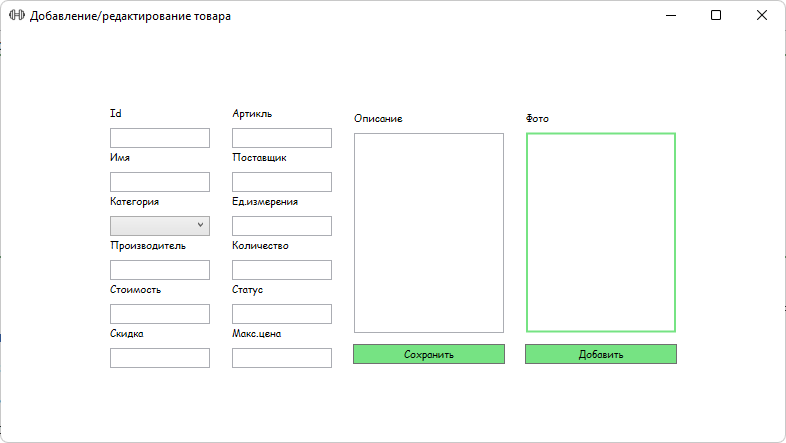 Добавление/редактирование товара
Id
Артикль
Описание
Фото
Имя
Поставщик
Категория
Ед.измерения
Производитель
Количество
Стоимость
Статус
Скидка
Макс.цена
Сохранить
Добавить